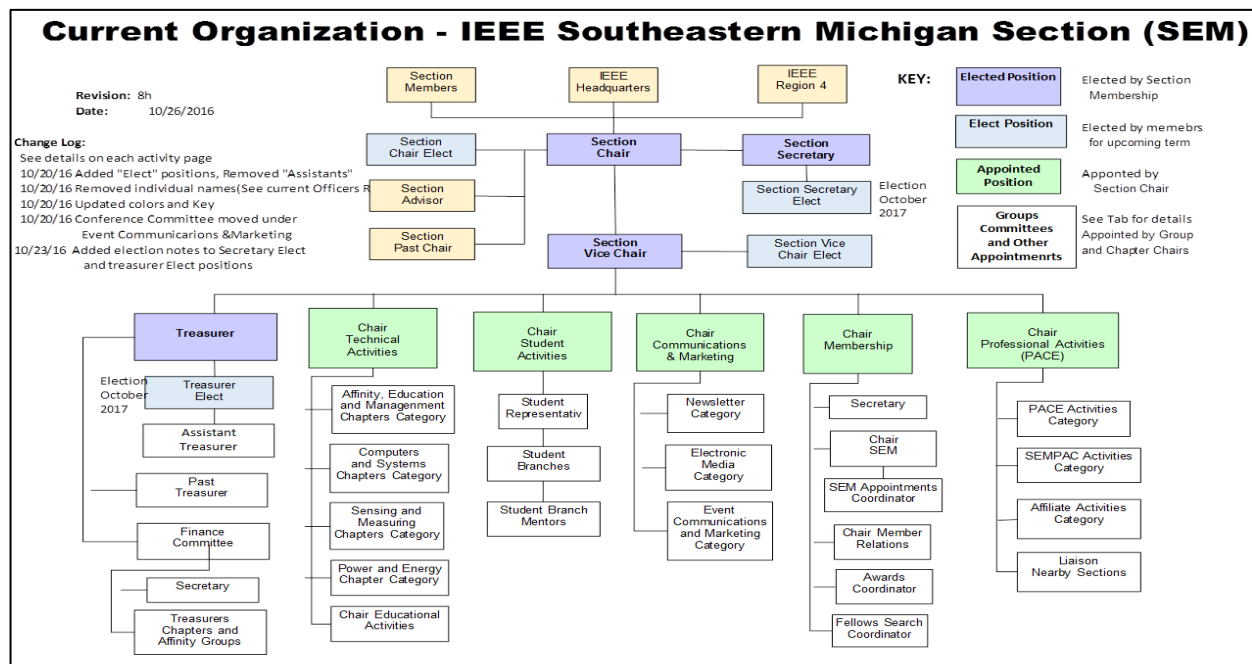 Current Organization - IEEE Southeastern Michigan Section (SEM)
Revision: 8h
Date: 10/26/2016
Change Log:
See details on each activity page
10/20/16 Added "Elect" positions, Removed "Assistants"
10/20/16 Removed individual names(See current Officers R
10/20/16 Updated colors and Key
10/20/16 Conference Committee moved under
Event Communicarions &Marketing
10/23/16 Added election notes to Secretary Elect
and treasurer Elect positions
Section
Members
IEEE
Headquarters
IEEE
Region 4
KEY:
Elected Position
Elected by Section
Membership
Elect Position
Elected by memebrs
for upcoming term
Appointed
Position
Apponted by
Section Chair
Groups
Committees
and Other
Appointmenrts
See Tab for details
Appointed by Group
and Chapter Chairs
Section
Chair Elect
Section
Chair
Section
Secretary
Section
Advisor
Section Secretary
Elect
Election
October
2017
Section
Past Chair
Section
Vice Chair
Section Vice
Chair Elect
Treasurer
Election
October
2017
Treasurer
Elect
Assistant
Treasurer
Past
Treasurer
Finance
Committee
Secretary
Treasurers
Chapters and
Affinity Groups
Chair
Technical
Activities
Affinity, Education
and Managenment
Chapters Category
Computers
and Systems
Chapters Category
Sensing and
Measuring
Chapters Category
Power and Energy
Chapter Category
Chair Educational
Activities
Chair
Student
Activities
Student
Representativ
Student
Branches
Student Branch
Mentors
Chair
Communications
& Marketing
Newsletter
Category
Electronic
Media
Category
Event
Communications
and Marketing
Category
Chair
Membership
Secretary
Chair
SEM
SEM Appointments
Coordinator
Chair Member
Relations
Awards
Coordinator
Fellows Search
Coordinator
Chair
Professional Activities
(PACE)
PACE Activities
Category
SEMPAC Activities
Category
Affiliate Activities
Category
Liaison
Nearby Sections